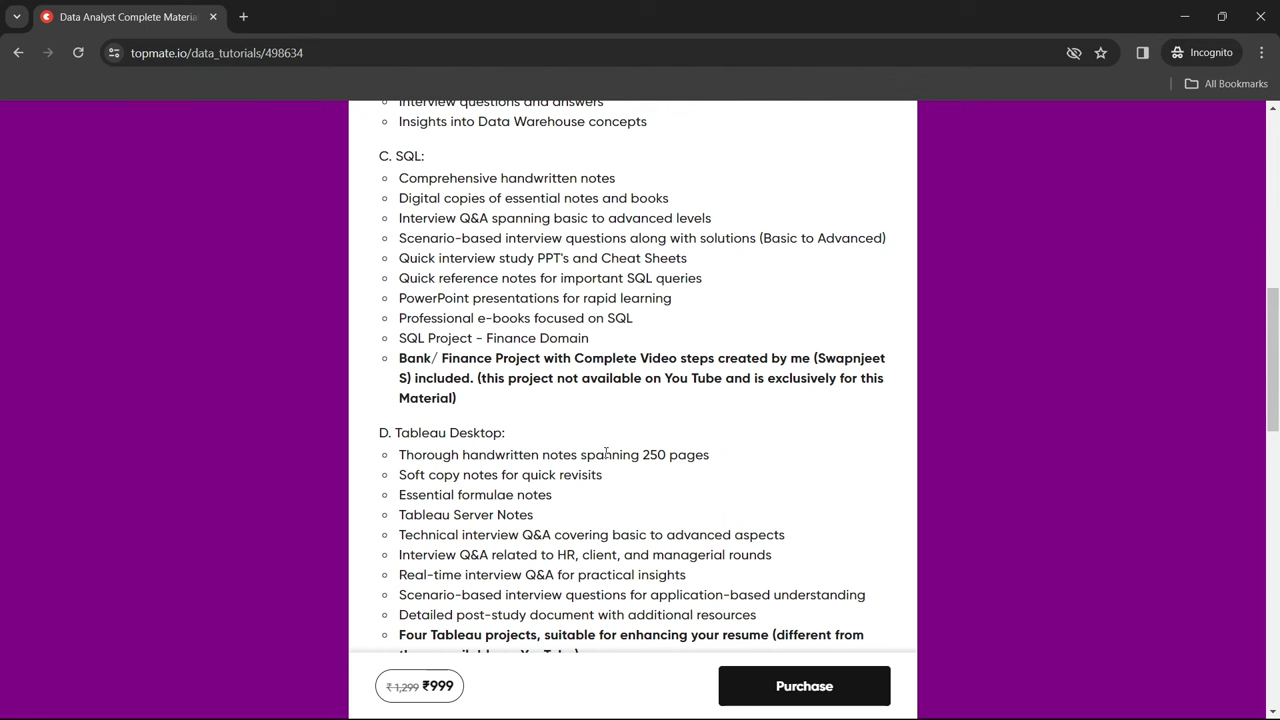 Data Analyst Complete Materia
topmate.io/data_tutorials/498634
Incognito
All Bookmarks
Interview questions and answers
Insights into Data Warehouse concepts
C. SQL:
Comprehensive handwritten notes
Digital copies of essential notes and books
Interview Q&A spanning basic to advanced levels
Scenario-based interview questions along with solutions (Basic to Advanced)
Quick interview study PPT's and Cheat Sheets
Quick reference notes for important SQL queries
PowerPoint presentations for rapid learning
Professional e-books focused on SQL
SQL Project - Finance Domain
Bank/ Finance Project with Complete Video steps created by me (Swapnjeet
S) included. (this project not available on You Tube and is exclusively for this
Material)
D. Tableau Desktop:
Thorough handwritten notes spanning 250 pages
Soft copy notes for quick revisits
Essential formulae notes
Tableau Server Notes
Technical interview Q&A covering basic to advanced aspects
Interview Q&A related to HR, client, and managerial rounds
Real-time interview Q&A for practical insights
Scenario-based interview questions for application-based understanding
Detailed post-study document with additional resources
Four Tableau projects, suitable for enhancing your resume (different from
₹ 1,299 ₹999
Purchase